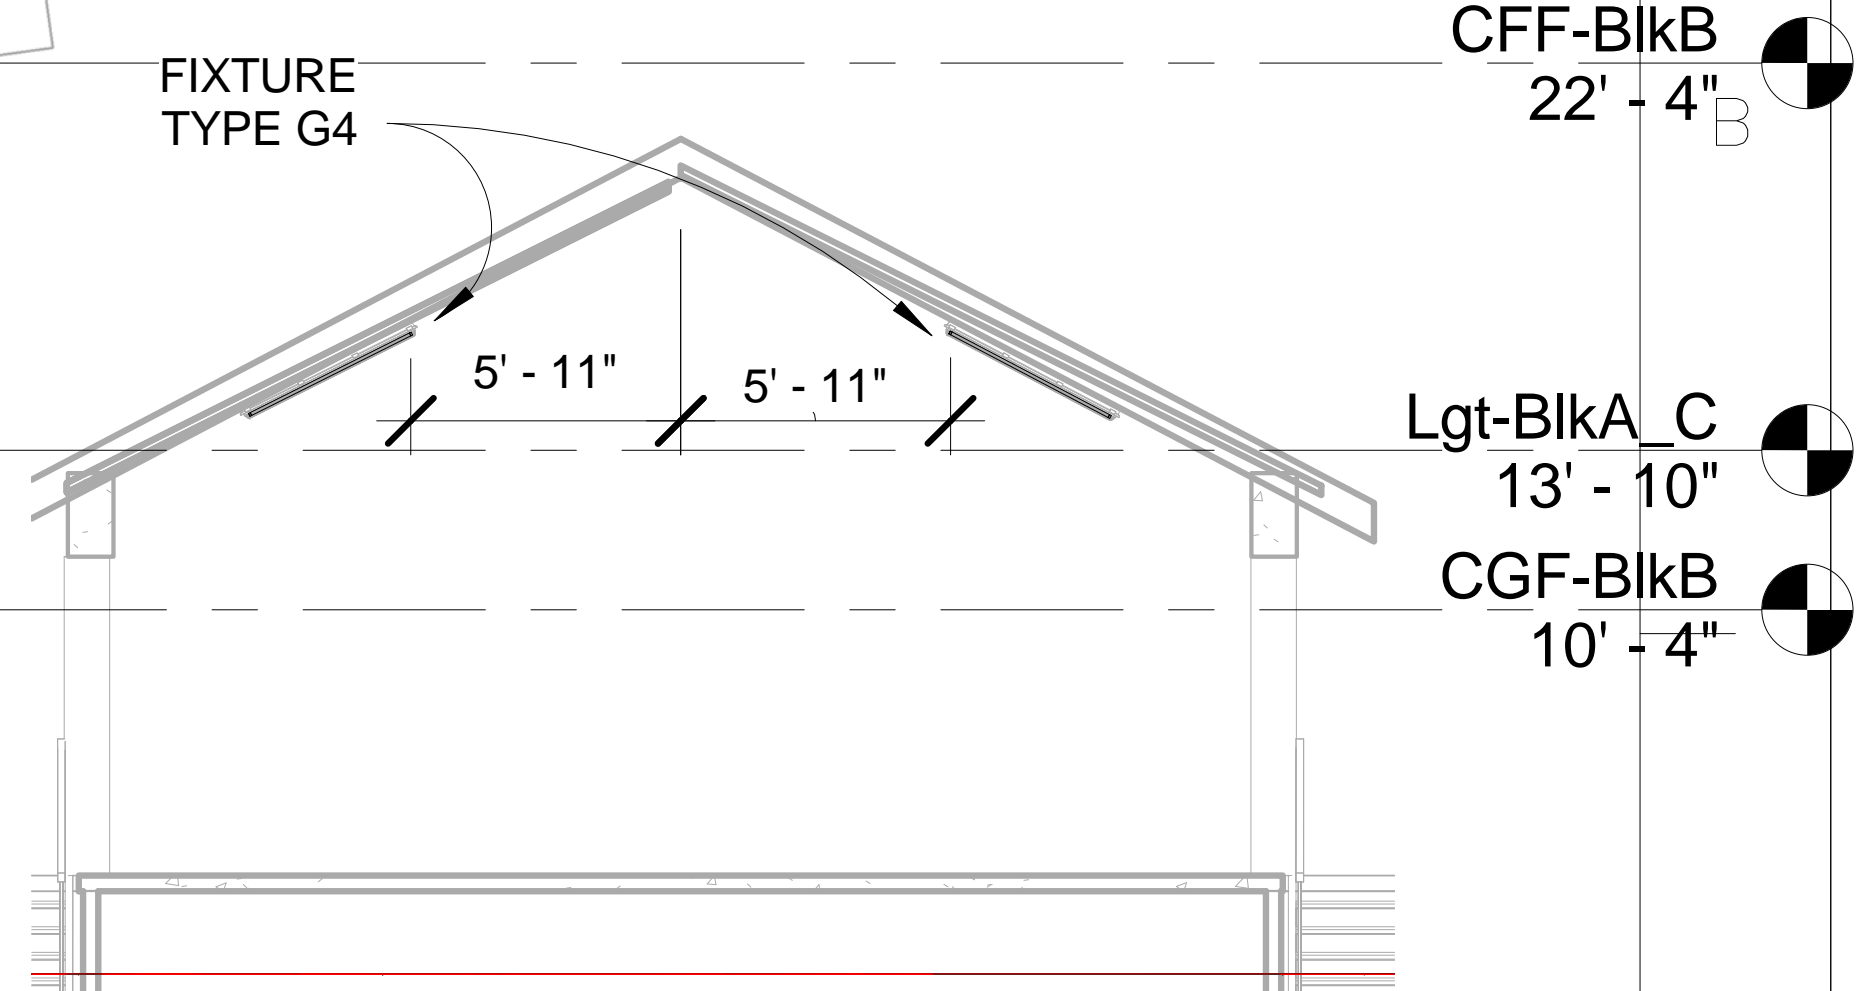 FIXTURE
TYPE G4
5' - 11"
5' - 11"
CFF-BlkB
22' - 4"
B
Lgt-BlkA_C
13' - 10"
CGF-BlkB
10' - 4"